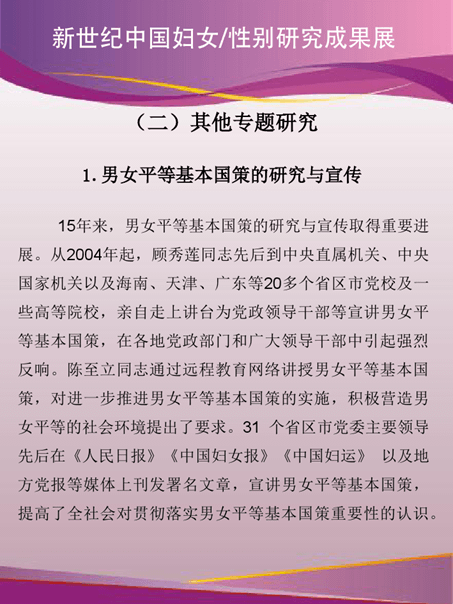 新世纪中国妇女/性别研究成果展
（二）其他专题研究
1.男女平等基本国策的研究与宣传
15年来，男女平等基本国策的研究与宣传取得重要进
展。从2004年起，顾秀莲同志先后到中央直属机关、中央
国家机关以及海南、天津、广东等20多个省区市党校及一
些高等院校，亲自走上讲台为党政领导干部等宣讲男女平
等基本国策，在各地党政部门和广大领导干部中引起强烈
反响。陈至立同志通过远程教育网络讲授男女平等基本国
策，对进一步推进男女平等基本国策的实施，积极营造男
女平等的社会环境提出了要求。31 个省区市党委主要领导
先后在《人民日报》《中国妇女报》《中国妇运》 以及地
方党报等媒体上刊发署名文章，宣讲男女平等基本国策，
提高了全社会对贯彻落实男女平等基本国策重要性的认识。